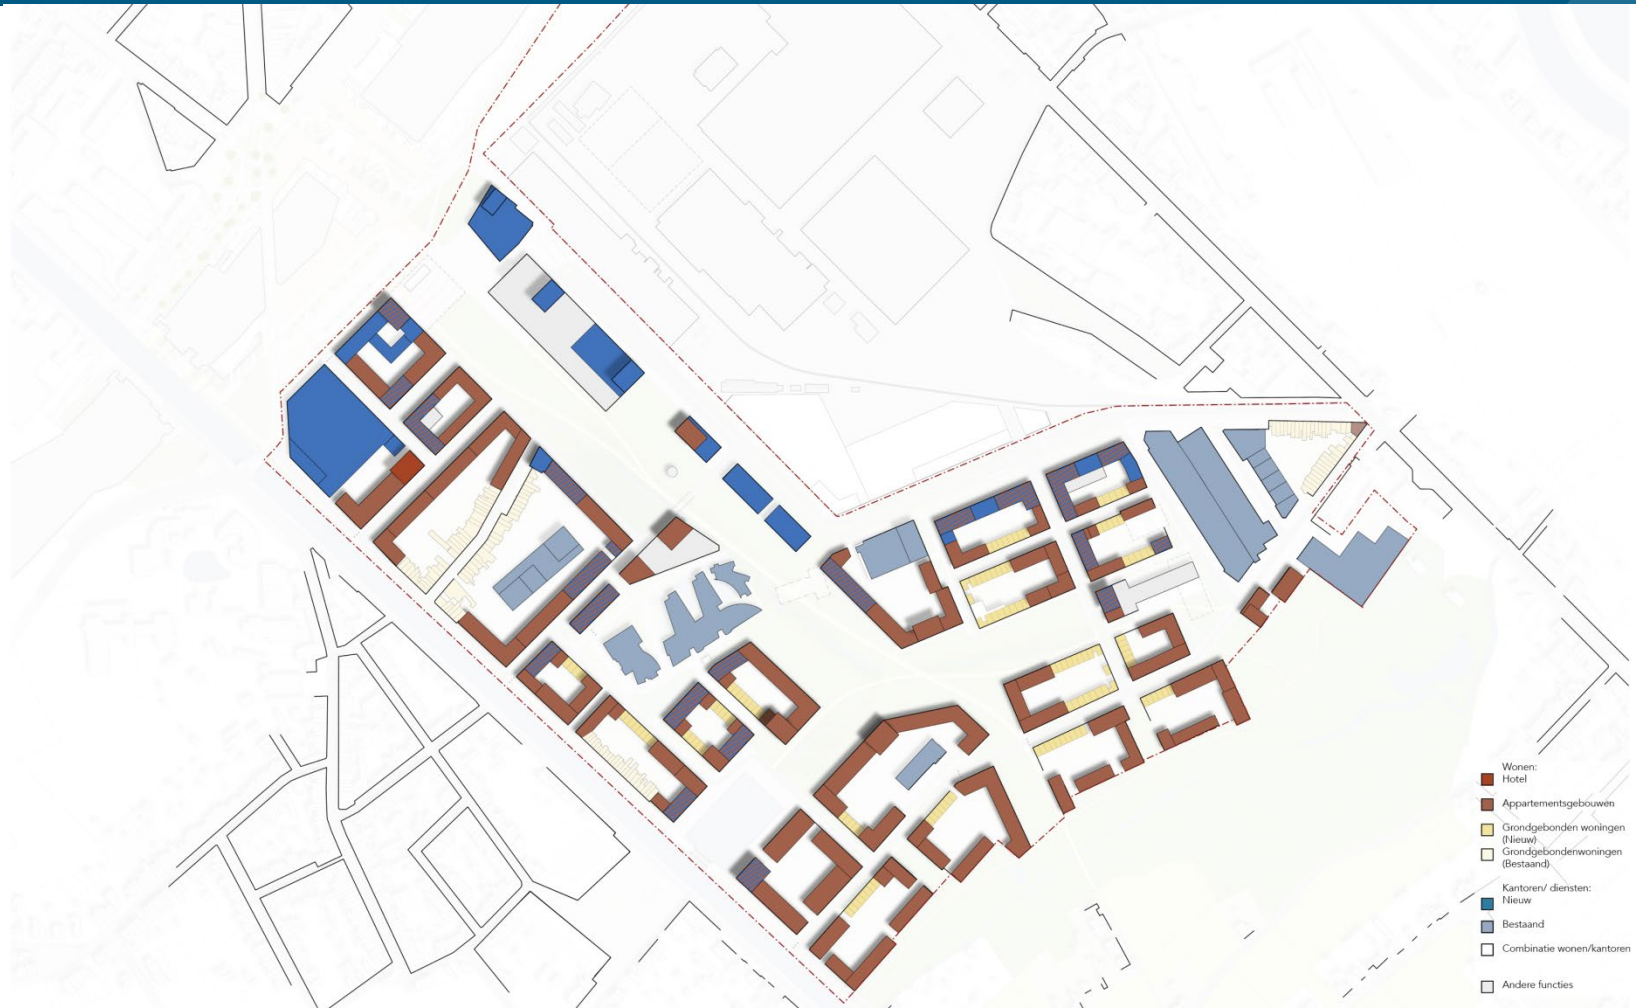 Wonen:
Hotel
Appartementsgebouwen
Grondgebonden woningen
(Nieuw)
Grondgebondenwoningen
(Bestaand)
Kantoren/ diensten:
Nieuw
Bestaand
Combinatie wonen/kantoren
Andere functies